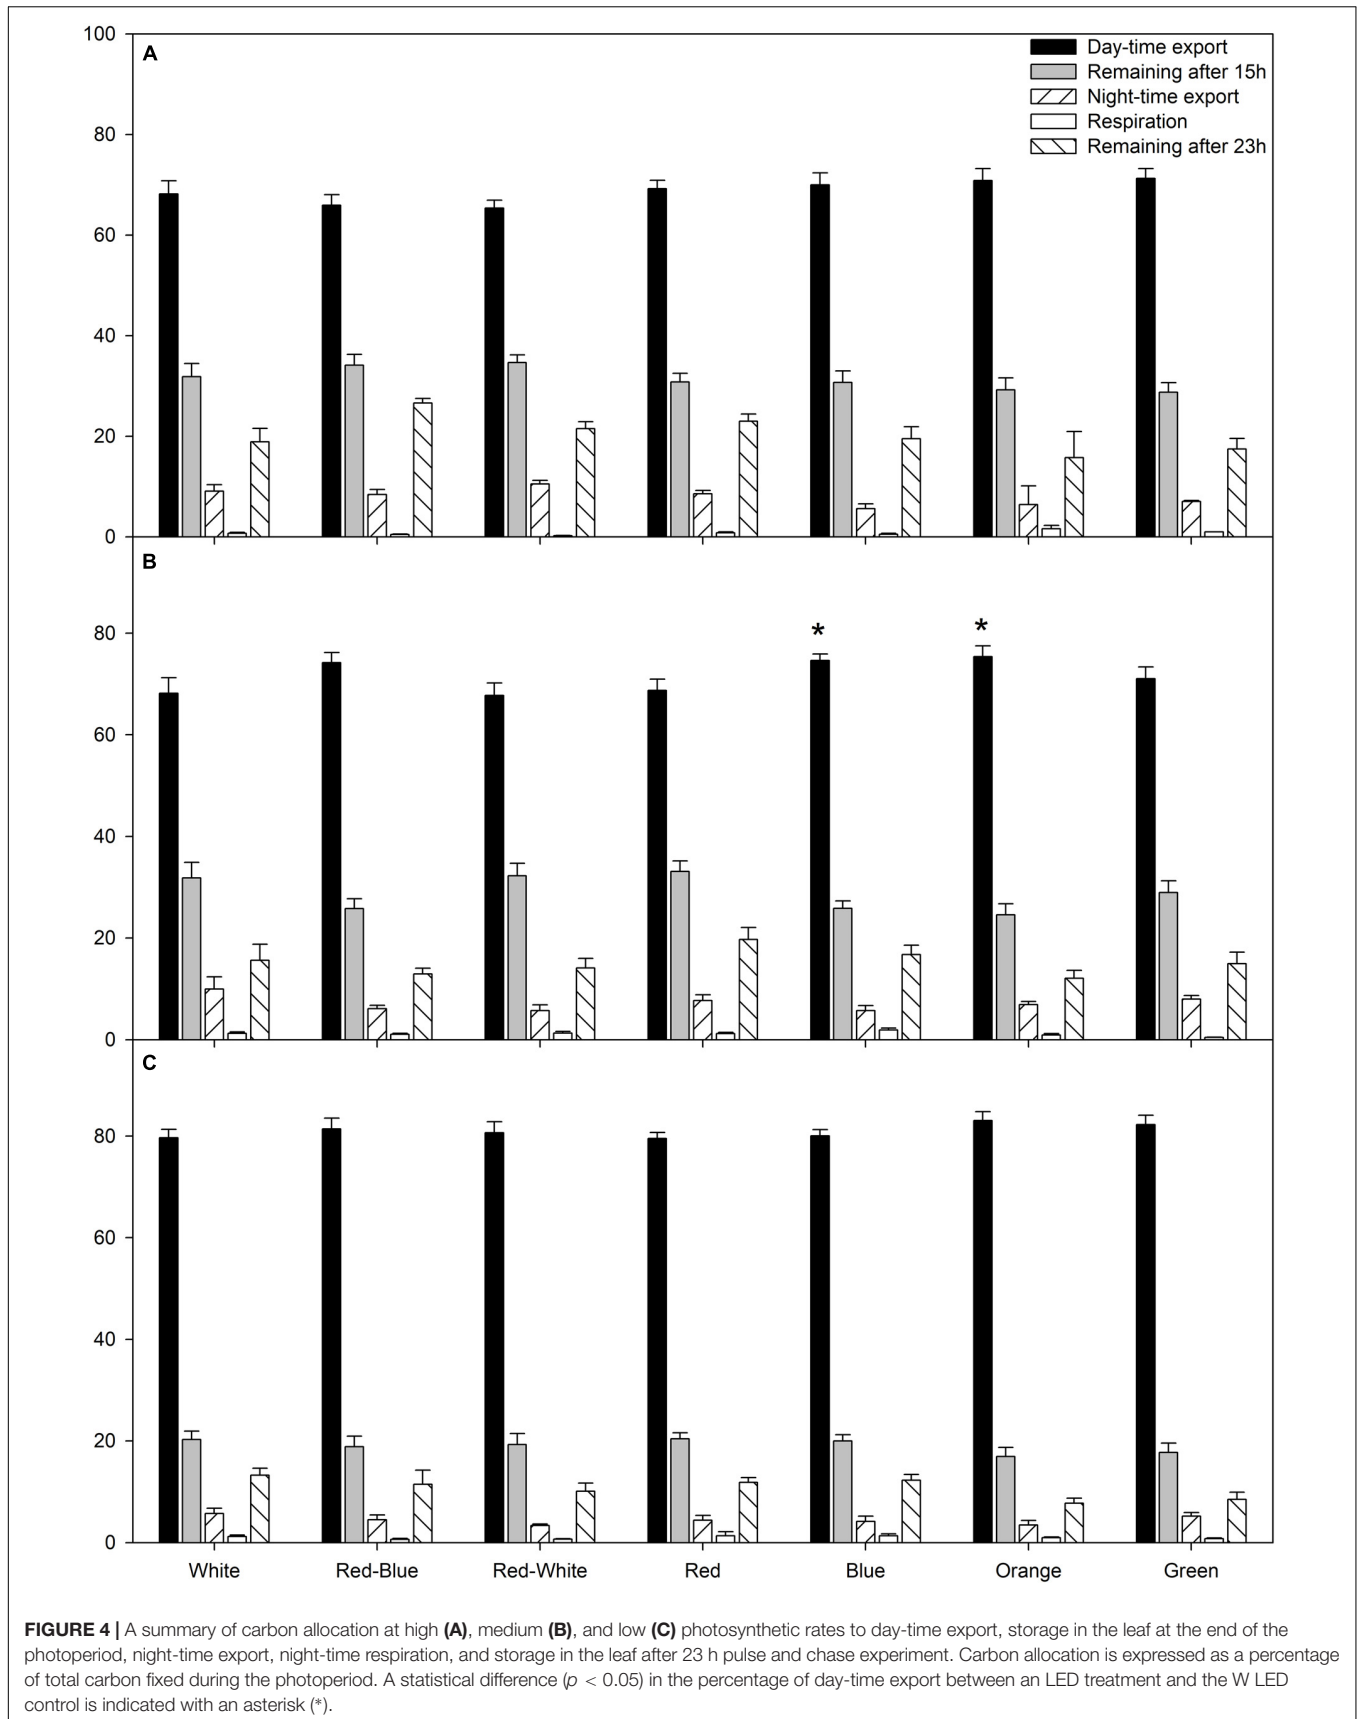 100
A
Day-time export
Remaining after 15h
Night-time export
Respiration
Remaining after 23h
80
60
40
20
0
B
*
*
80
60
40
20
0
C
80
60
40
20
0
White
Red-Blue
Red-White
Red
Blue
Orange
Green
FIGURE 4 | A summary of carbon allocation at high (A), medium (B), and low (C) photosynthetic rates to day-time export, storage in the leaf at the end of the
photoperiod, night-time export, night-time respiration, and storage in the leaf after 23 h pulse and chase experiment. Carbon allocation is expressed as a percentage
of total carbon fixed during the photoperiod. A statistical difference (p < 0.05) in the percentage of day-time export between an LED treatment and the W LED
control is indicated with an asterisk (*).